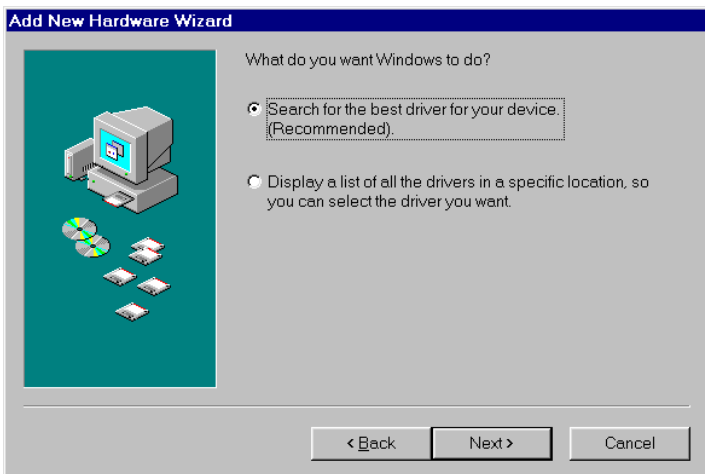 Add New Hardware Wizard
What do you want Windows to do?
Search for the best driver for your device.
(Recommended).
Display a list of all the drivers in a specific location, so
you can select the driver you want.
< Back
Next >
Cancel